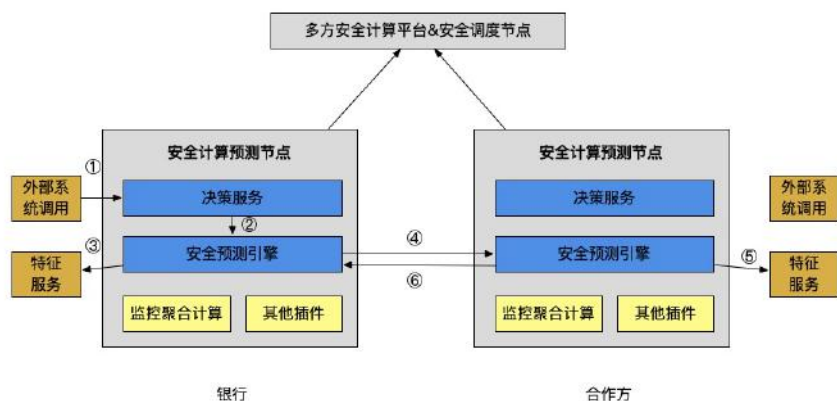 多方安全计算平台&安全调度节点
安全计算预测节点
①
外部系
统调用
决策服务
②
③
特征
服务
安全预测引擎
监控聚合计算
其他插件
银行
④
⑥
安全计算预测节点
决策服务
安全预测引擎
监控聚合计算
其他插件
合作方
外部系
统调用
⑤
特征
服务